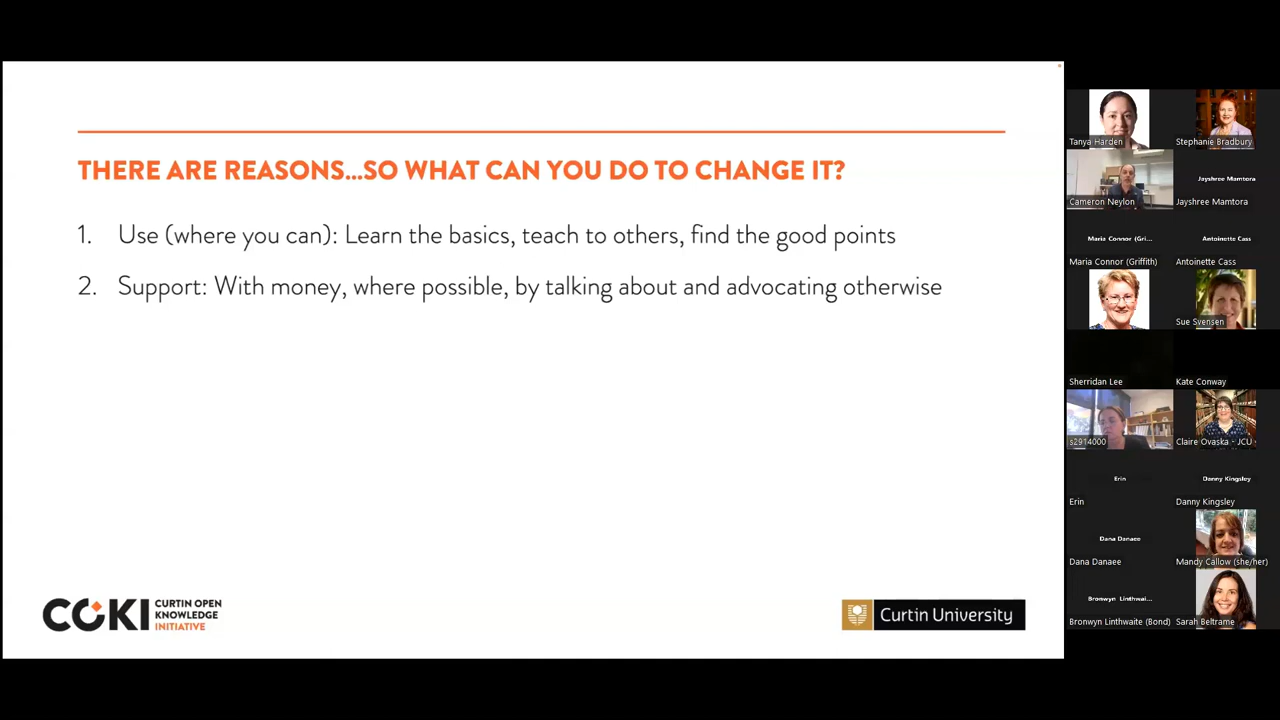 THERE ARE REASONS...SO WHAT CAN YOU DO TO CHANGE IT?
1. Use (where you can): Learn the basics, teach to others, find the good points
2. Support: With money, where possible, by talking about and advocating otherwise
COKI
CURTIN OPEN
KNOWLEDGE
INITIATIVE
Curtin University
Tanya Harden
Stephanie Bradbury
Cameron Neylon
Jayshree Mamtora
Jayshree Mamtora
Maria Connor (Gri...
Antoinette Cass
Maria Connor (Griffith)
Antoinette Cass
Sue Svensen
Sherridan Lee
Kate Conway
s2914000
Claire Ovaska - JCU
Erin
Danny Kingsley
Erin
Danny Kingsley
Dana Danaee
Dana Danaee
Mandy Callow (she/her)
Bronwyn Linthwai...
Bronwyn Linthwaite (Bond)
Sarah Beltrame